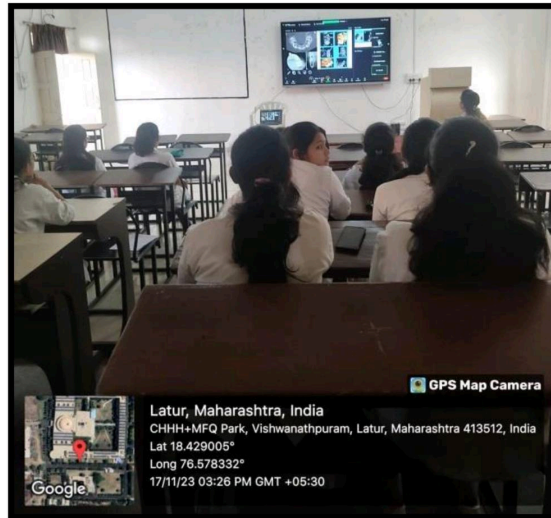 GPS Map Camera
Latur, Maharashtra, India
CHHH+MFQ Park, Vishwanathpuram, Latur, Maharashtra 413512, India
Lat 18.429005°
Long 76.578332°
17/11/23 03:26 PM GMT +05:30
Google